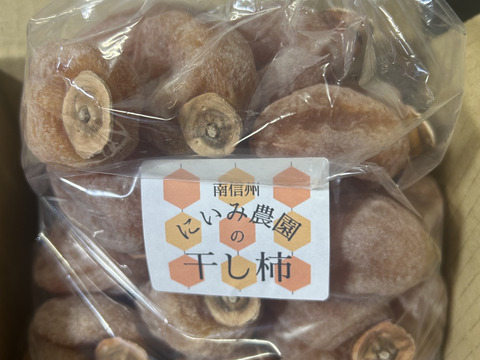 南信州
にいみ農園
の
干し柿